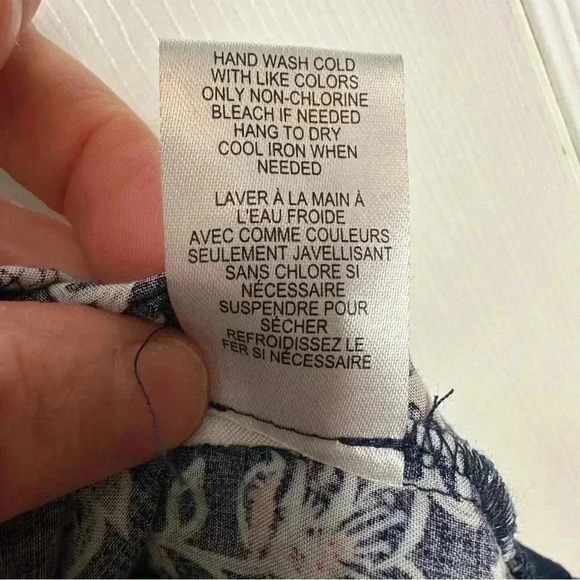 HAND WASH COLD
WITH LIKE COLORS
ONLY NON-CHLORINE
BLEACH IF NEEDED
HANG TO DRY
COOL IRON WHEN
NEEDED
LAVER À LA MAIN À
L'EAU FROIDE
AVEC COMME COULEURS
SEULEMENT JAVELLISANT
SANS CHLORE SI
NÉCESSAIRE
SUSPENDRE POUR
SÉCHER
REFROIDISSEZ LE
FER SI NÉCESSAIRE